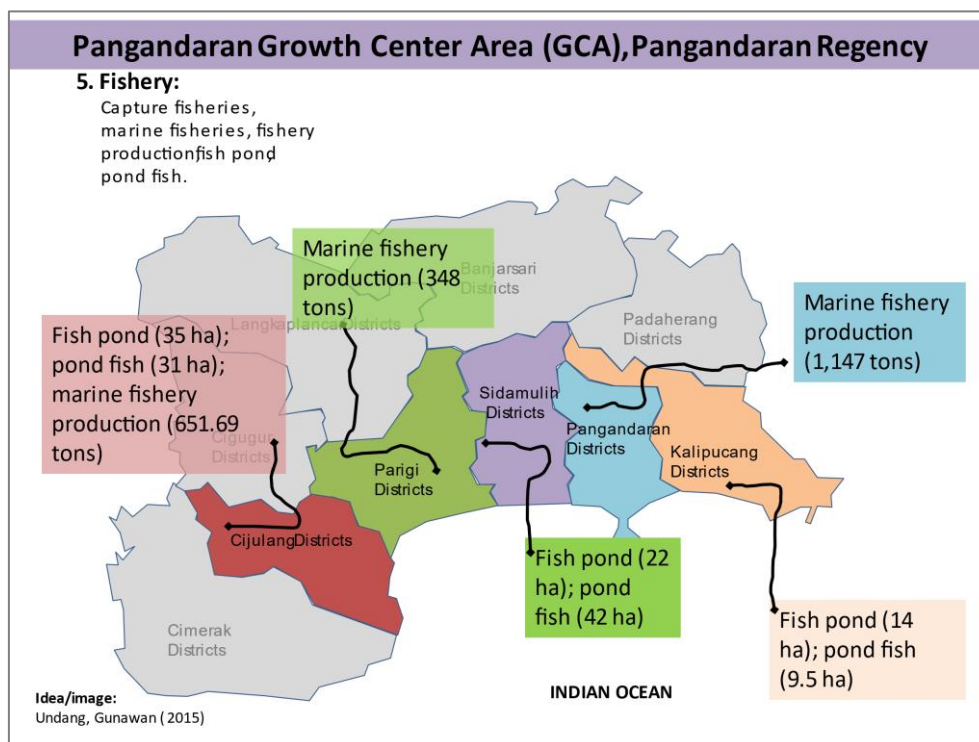 Pangandaran Growth Center Area (GCA), Pangandaran Regency
5. Fishery:
Capture fisheries,
marine fisheries, fishery
production,fish pond,
pond fish.
Marine fishery
production (348
tons)
Banjarsari
Districts
Langkaplanca Districts
Padaherang
Districts
Marine fishery
production
(1,147 tons)
Fish pond (35 ha);
pond fish (31 ha);
marine fishery
production (651.69
tons)
Cigugur
Districts
Sidamulih
Districts
Pangandaran
Districts
Kalipucang
Districts
Parigi
Districts
CijulangDistricts
Fish pond (22
ha); pond
fish (42 ha)
Cimerak
Districts
Fish pond (14
ha); pond fish
(9.5 ha)
INDIAN OCEAN
Idea/image:
Undang, Gunawan ( 2015)